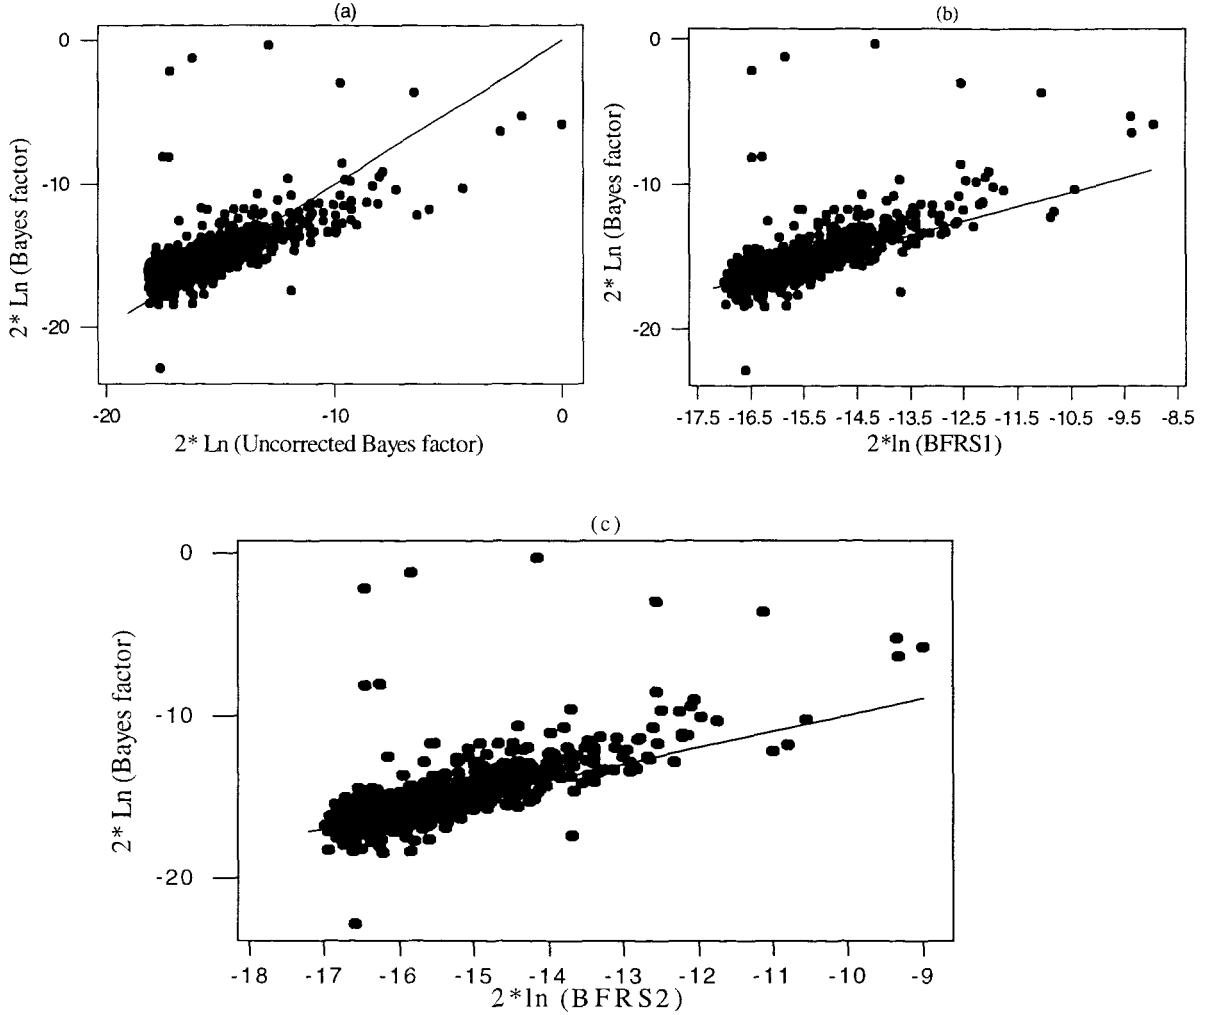 (a)
0
-10
-20
2* Ln (Bayes factor)
-20 -10 0
2* Ln (Uncorrected Bayes factor)
(b)
0
-10
-20
2* Ln (Bayes factor)
-17.5 -16.5 -15.5 -14.5 -13.5 -12.5 -11.5 -10.5 -9.5 -8.5
2*ln (BFRS1)
(c)
0
-10
-20
2* Ln (Bayes factor)
-18 -17 -16 -15 -14 -13 -12 -11 -10 -9
2*ln (BFRS2)